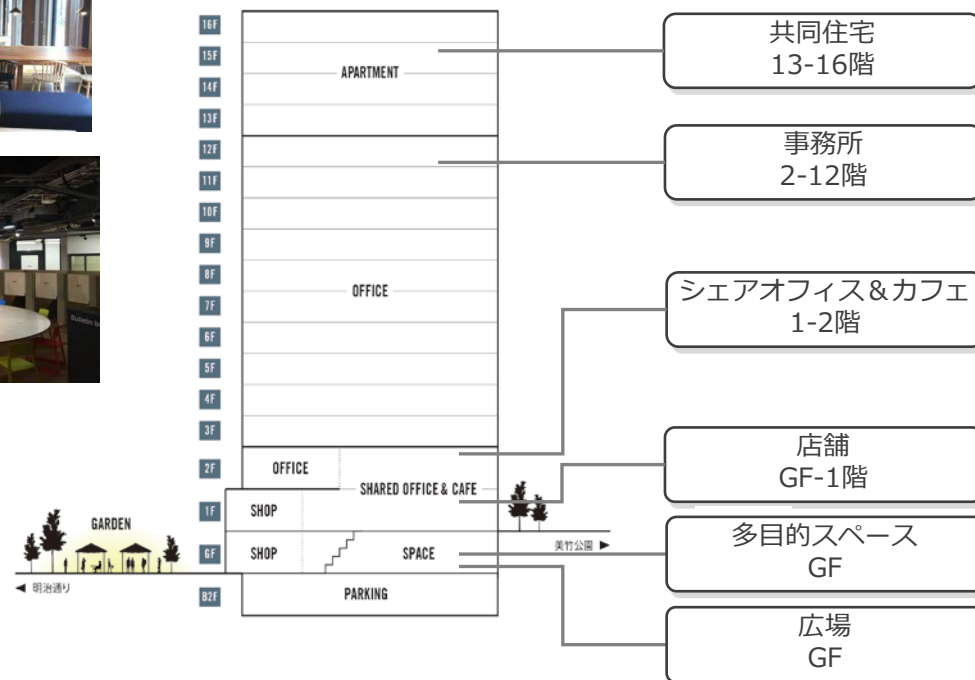 16F
15F
14F
13F
12F
11F
10F
9F
8F
7F
6F
5F
4F
3F
2F
1F
GF
B2F
APARTMENT
OFFICE
OFFICE
SHARED OFFICE & CAFE
SHOP
SHOP
SPACE
PARKING
GARDEN
◀ 明治通り
美竹公園 ▶
共同住宅
13-16階
事務所
2-12階
シェアオフィス＆カフェ
1-2階
店舗
GF-1階
多目的スペース
GF
広場
GF